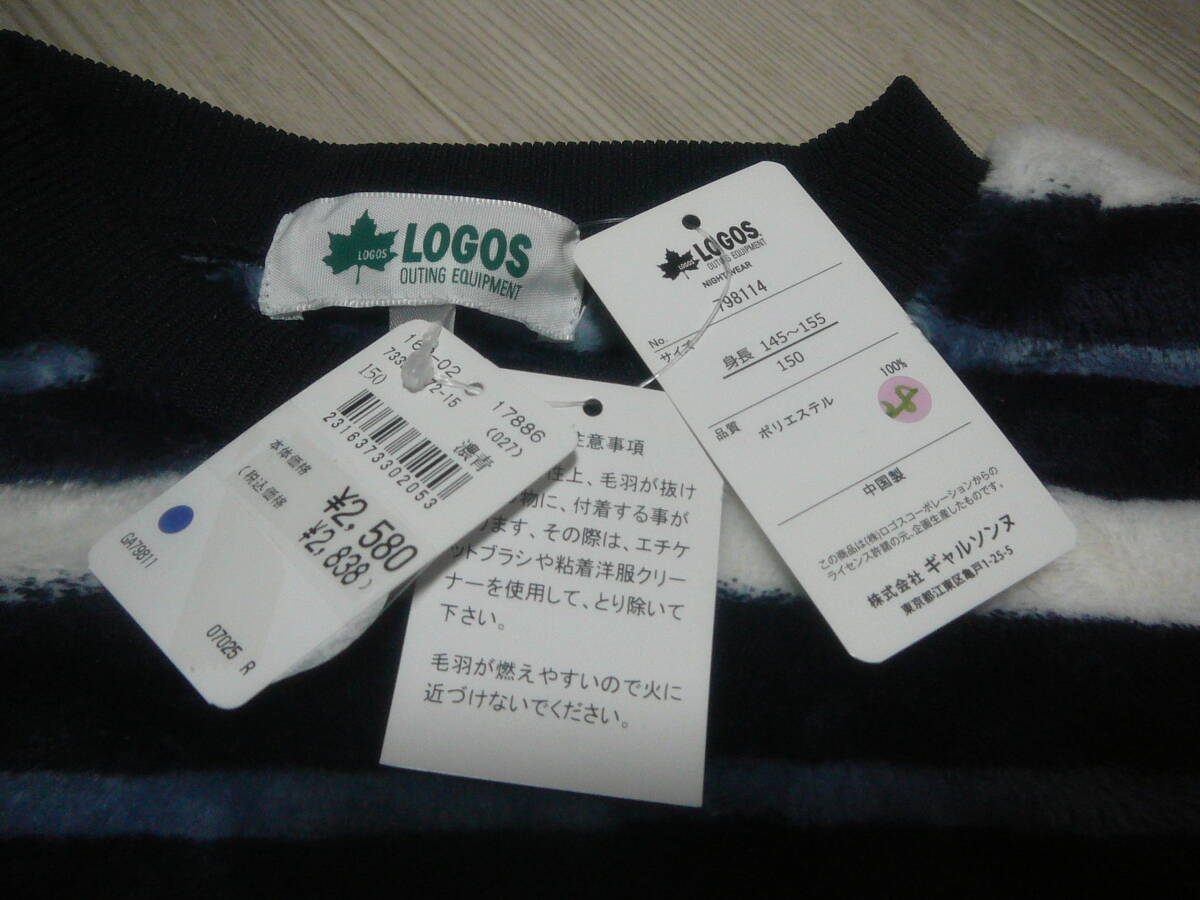 LOGOS
LOGOS
OUTING EQUIPMENT
LOGOS
LOGOS
NIGHT WEAR
No. 798114
サイズ
身長 145～155
150
品質 ポリエステル 100%
中国製
この商品は(株)ロゴスコーポレーションからの
ライセンス許諾の元、企画生産したものです。
株式会社 ギャルソンヌ
東京都江東区亀戸1-25-5
17886
150 (027) 濃青
2316373302053
本体価格 ¥2,580
(税込価格 ¥2,838)
GA79811
07025 R
注意事項
性上、毛羽が抜け
物に、付着する事が
ります、その際は、エチケ
ットブラシや粘着洋服クリー
ナーを使用して、とり除いて
下さい。
毛羽が燃えやすいので火に
近づけないでください。